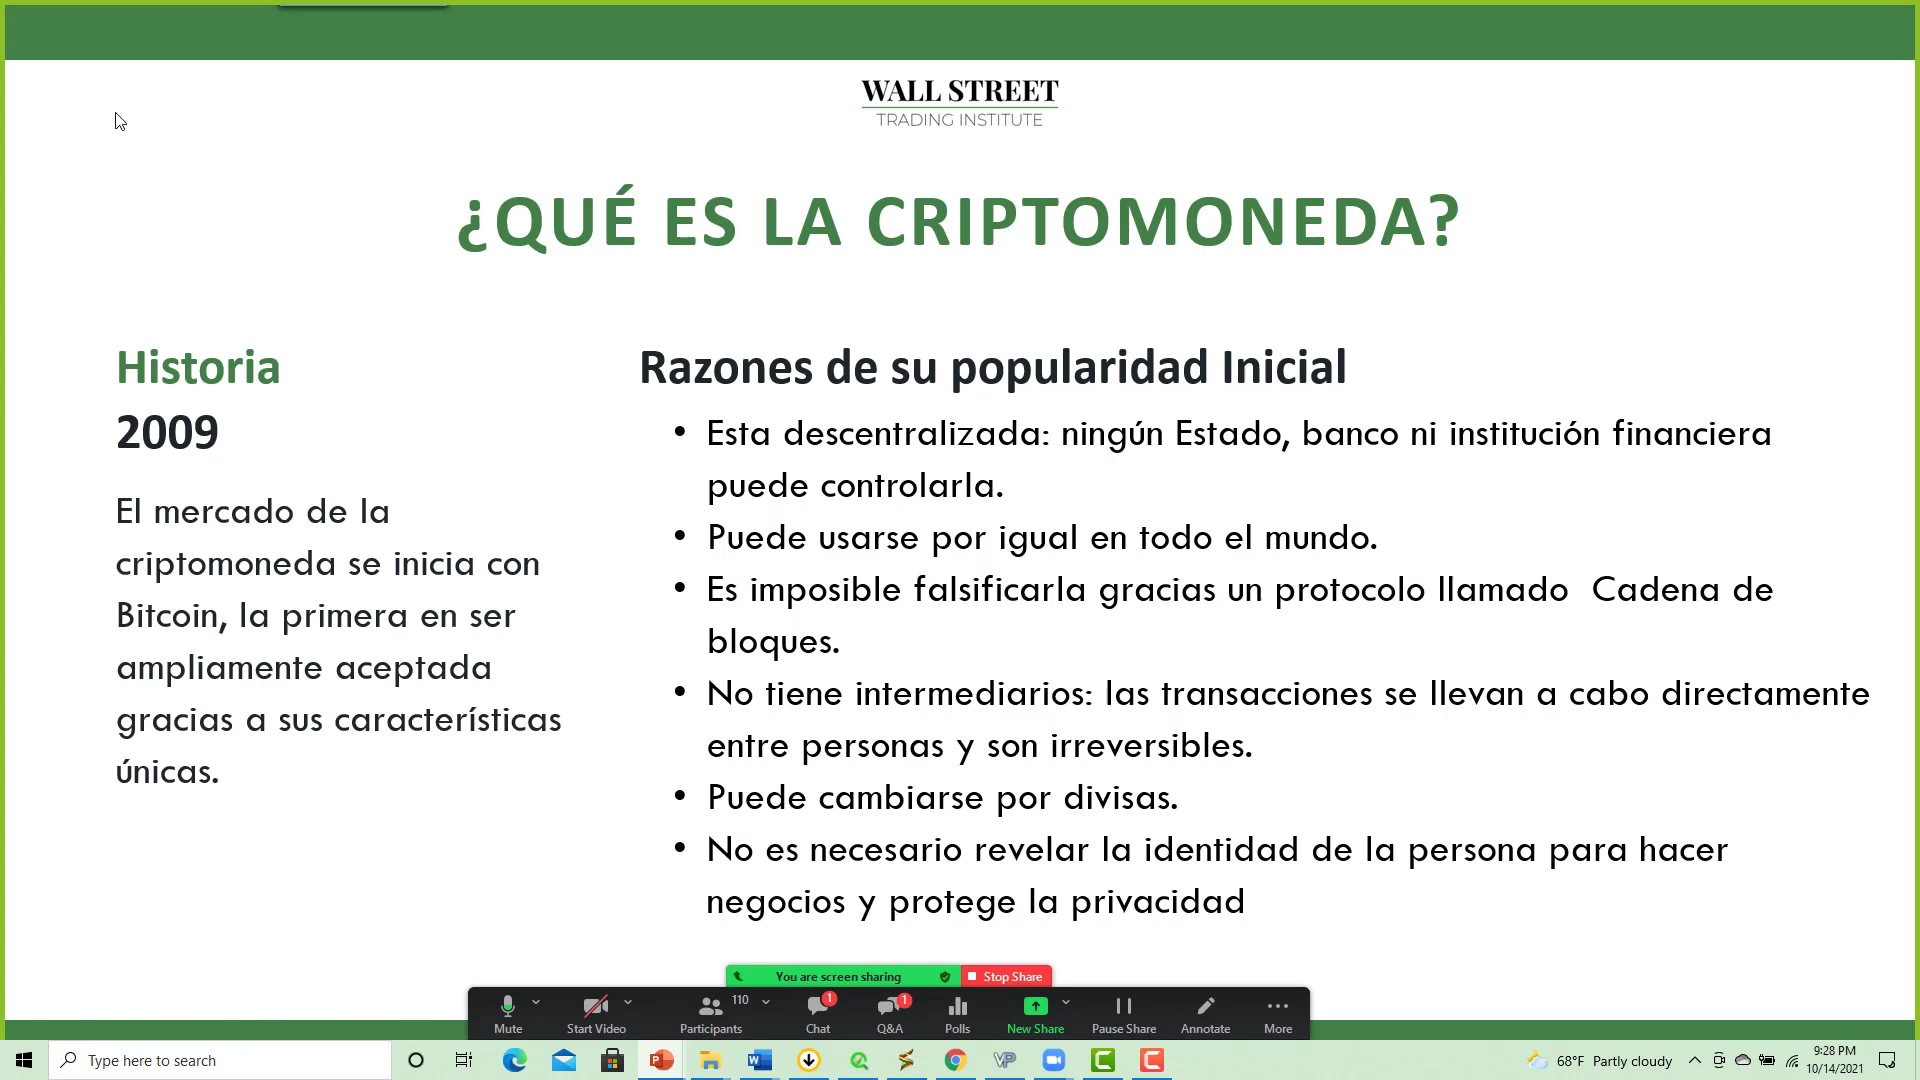 WALL STREET
TRADING INSTITUTE
¿QUÉ ES LA CRIPTOMONEDA?
Historia
2009
El mercado de la
criptomoneda se inicia con
Bitcoin, la primera en ser
ampliamente aceptada
gracias a sus características
únicas.
Razones de su popularidad Inicial
• Esta descentralizada: ningún Estado, banco ni institución financiera
puede controlarla.
• Puede usarse por igual en todo el mundo.
• Es imposible falsificarla gracias un protocolo llamado  Cadena de
bloques.
• No tiene intermediarios: las transacciones se llevan a cabo directamente
entre personas y son irreversibles.
• Puede cambiarse por divisas.
• No es necesario revelar la identidad de la persona para hacer
negocios y protege la privacidad
You are screen sharing Stop Share
110 1 1
Mute Start Video Participants Chat Q&A Polls New Share Pause Share Annotate More
Type here to search
68°F Partly cloudy
9:28 PM
10/14/2021